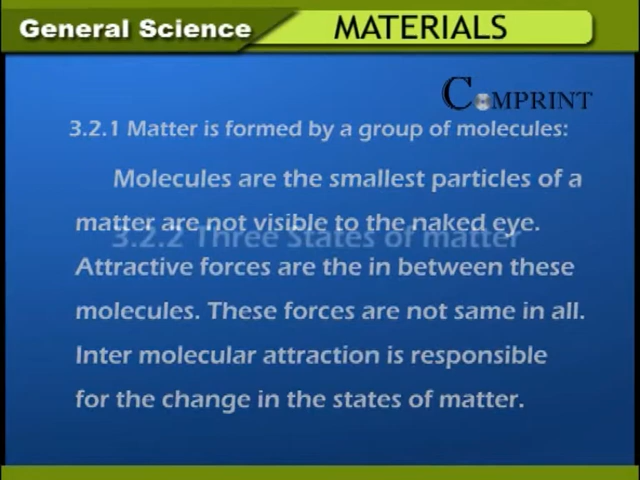 General Science
MATERIALS
COMPRINT
3.2.1 Matter is formed by a group of molecules:
Molecules are the smallest particles of a
matter are not visible to the naked eye.
3.2.2 Three States of matter
Attractive forces are the in between these
molecules. These forces are not same in all.
Inter molecular attraction is responsible
for the change in the states of matter.